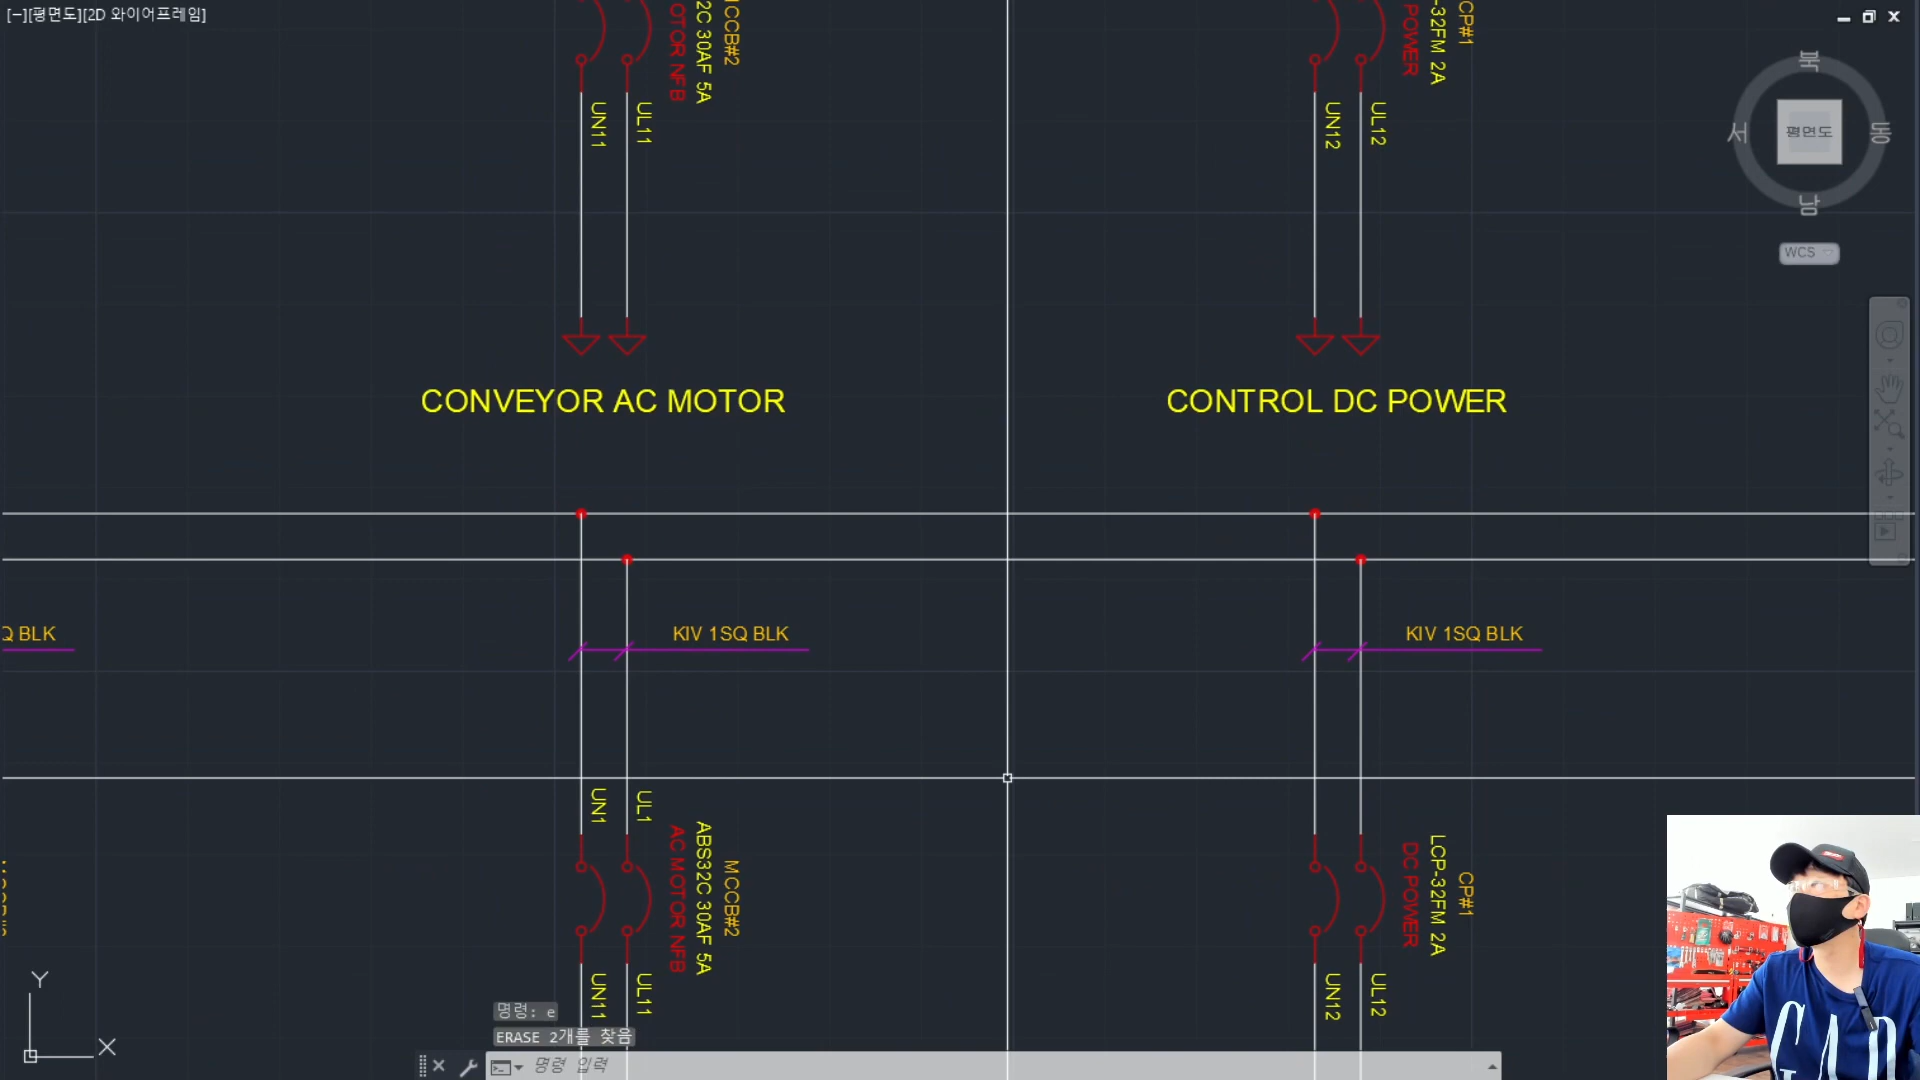 [−][평면도][2D 와이어프레임]
MCCB#2
32C 30AF 5A
MOTOR NFB
UL11
UN11
CP#1
-32FM 2A
POWER
UL12
UN12
북
서
평면도
동
남
WCS
CONVEYOR AC MOTOR
CONTROL DC POWER
Q BLK
KIV 1SQ BLK
KIV 1SQ BLK
UN1
UL1
AC MOTOR NFB
ABS32C 30AF 5A
MCCB#2
DC POWER
LCP-32FM 2A
CP#1
UN11
UL11
UN12
UL12
Y
X
명령: e
ERASE 2개를 찾음
명령 입력
GAP